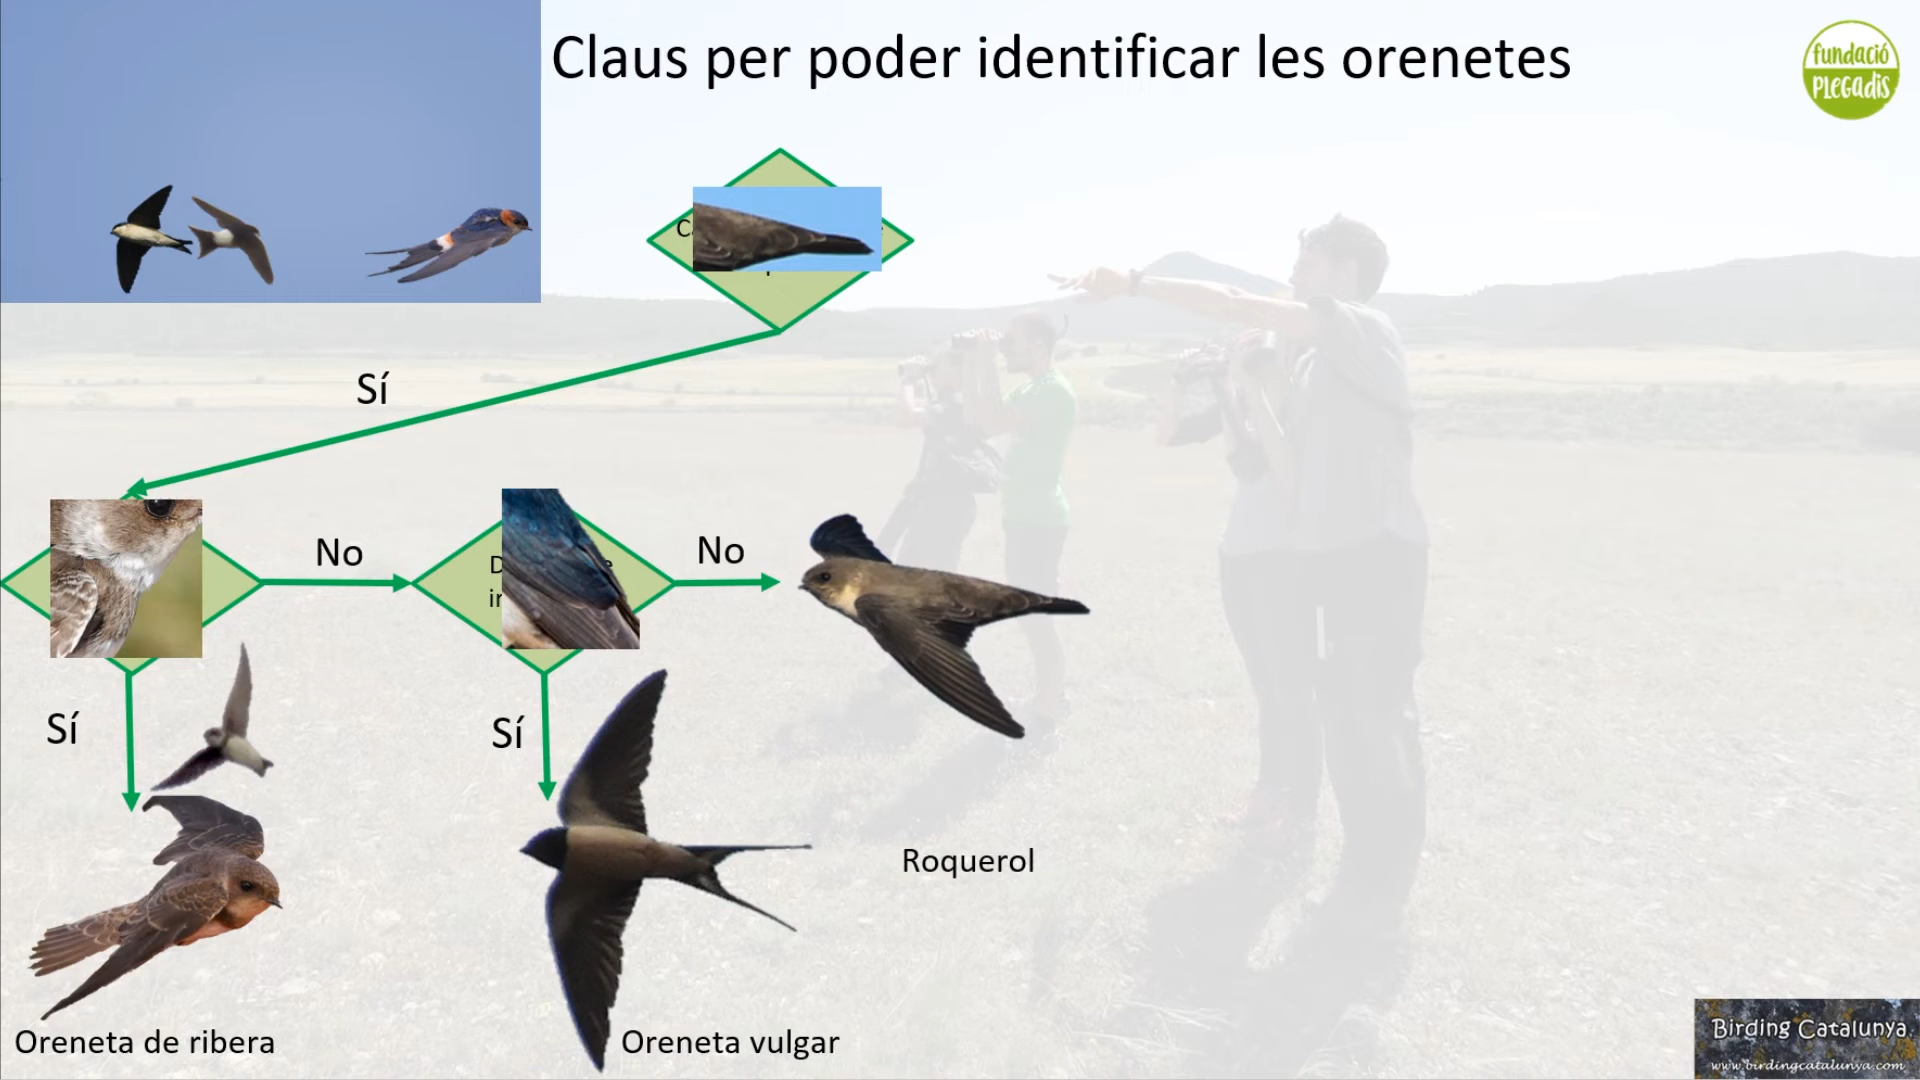 Claus per poder identificar les orenetes
fundació
PLEGADIS
Sí
No
No
Sí
Sí
Roquerol
Oreneta de ribera
Oreneta vulgar
Birding Catalunya
www.birdingcatalunya.com